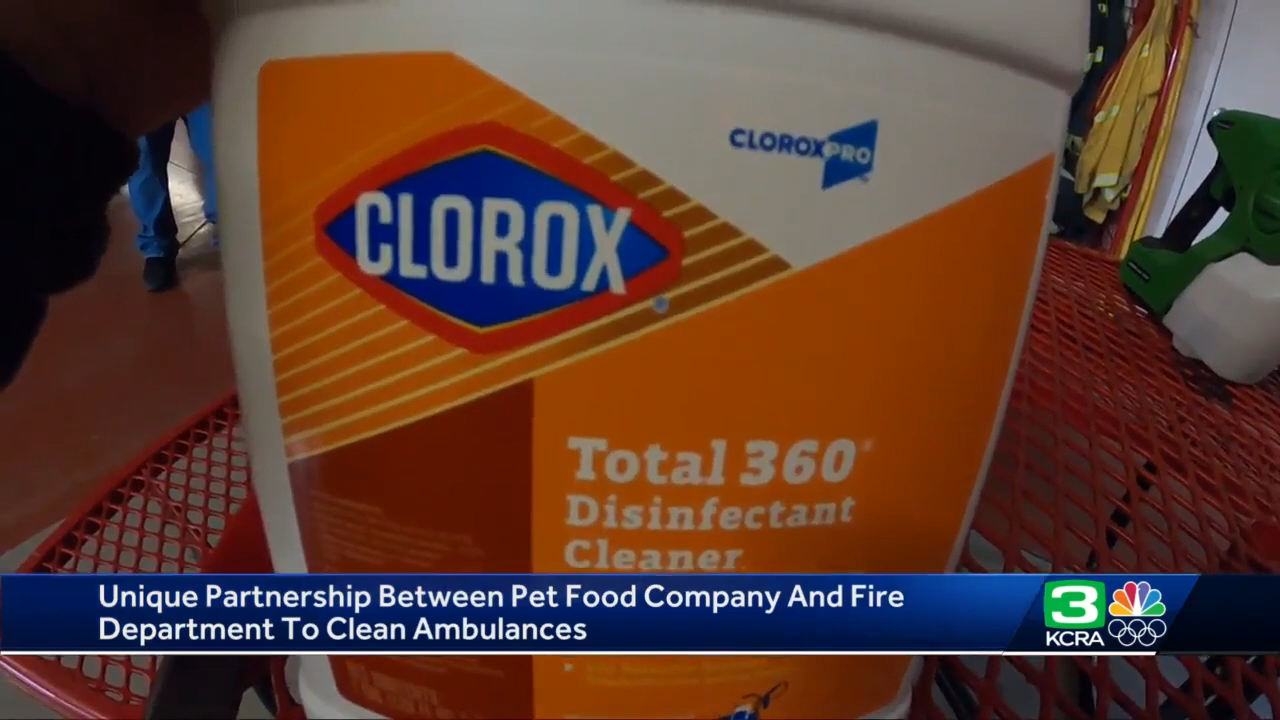 CLOROXPRO
CLOROX
Total 360
Disinfectant
Cleaner
Unique Partnership Between Pet Food Company And Fire
Department To Clean Ambulances
3
KCRA